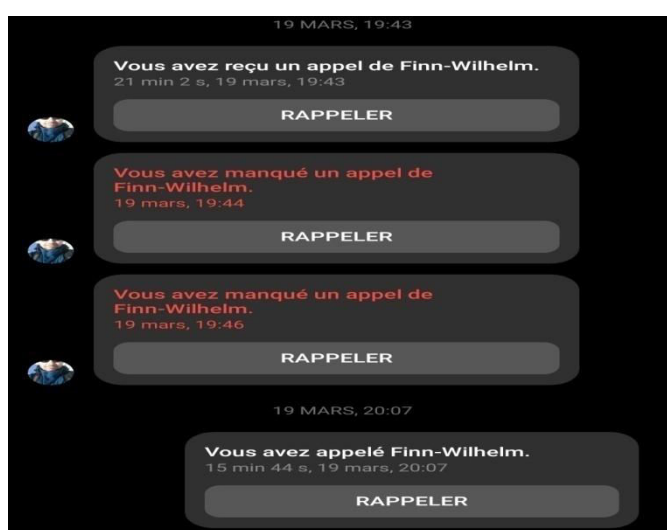 19 MARS, 19:43
Vous avez reçu un appel de Finn-Wilhelm.
21 min 2 s, 19 mars, 19:43
RAPPELER
Vous avez manqué un appel de
Finn-Wilhelm.
19 mars, 19:44
RAPPELER
Vous avez manqué un appel de
Finn-Wilhelm.
19 mars, 19:46
RAPPELER
19 MARS, 20:07
Vous avez appelé Finn-Wilhelm.
15 min 44 s, 19 mars, 20:07
RAPPELER